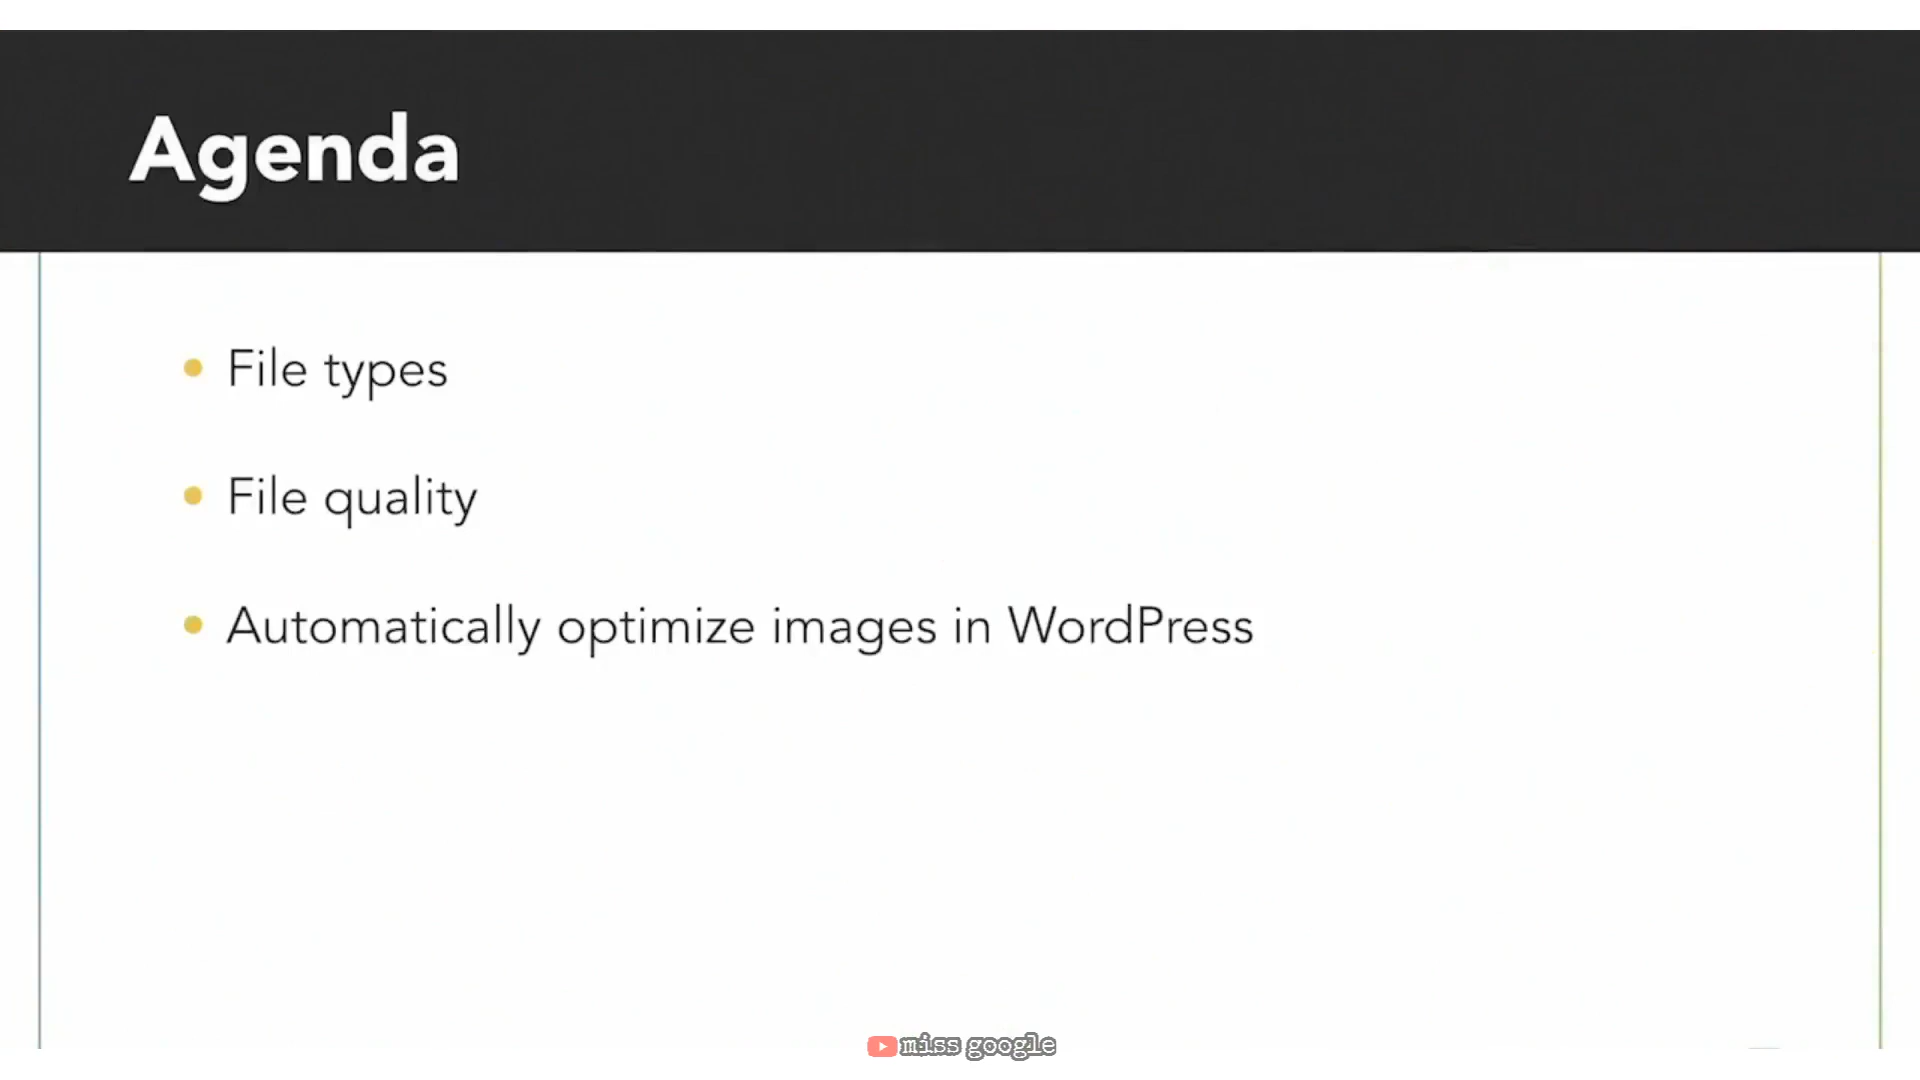 Agenda
• File types
• File quality
• Automatically optimize images in WordPress
miss google